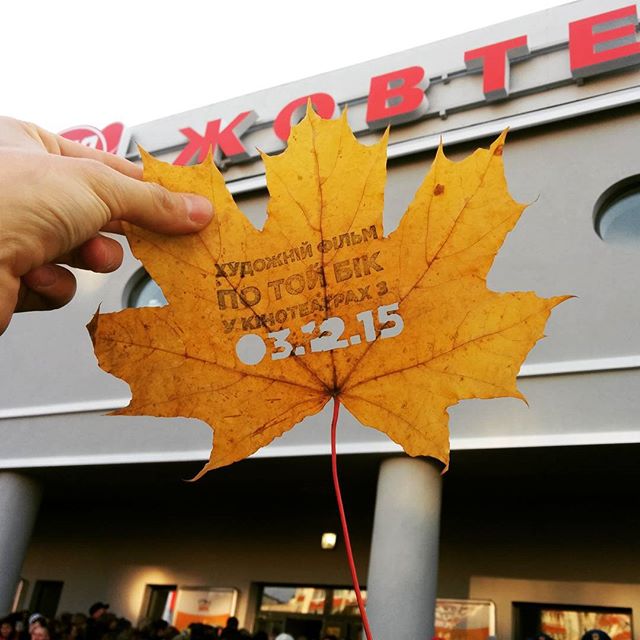 ЖОВТЕ
ХУДОЖНІЙ ФІЛЬМ
ПО ТОЙ БІК
У КІНОТЕАТРАХ З
03.12.15